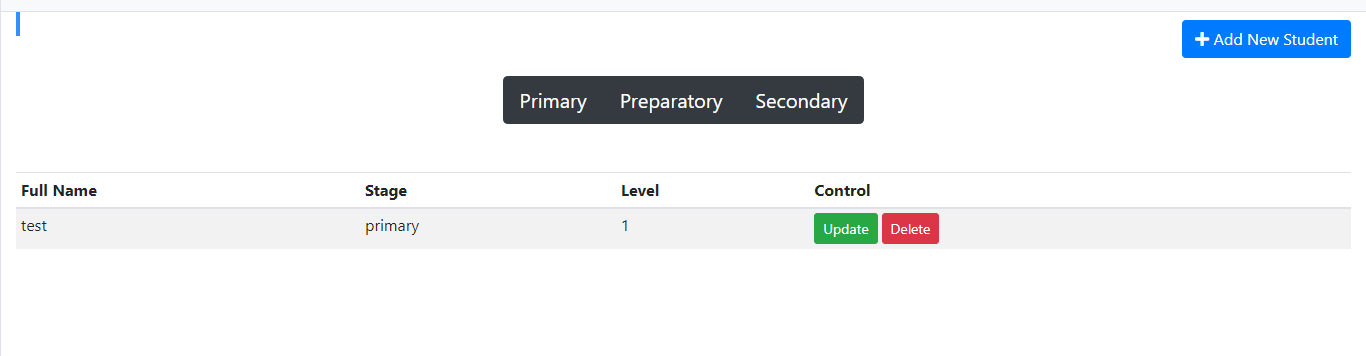 Add New Student
Primary Preparatory Secondary
Full Name Stage Level Control
test primary 1 Update Delete